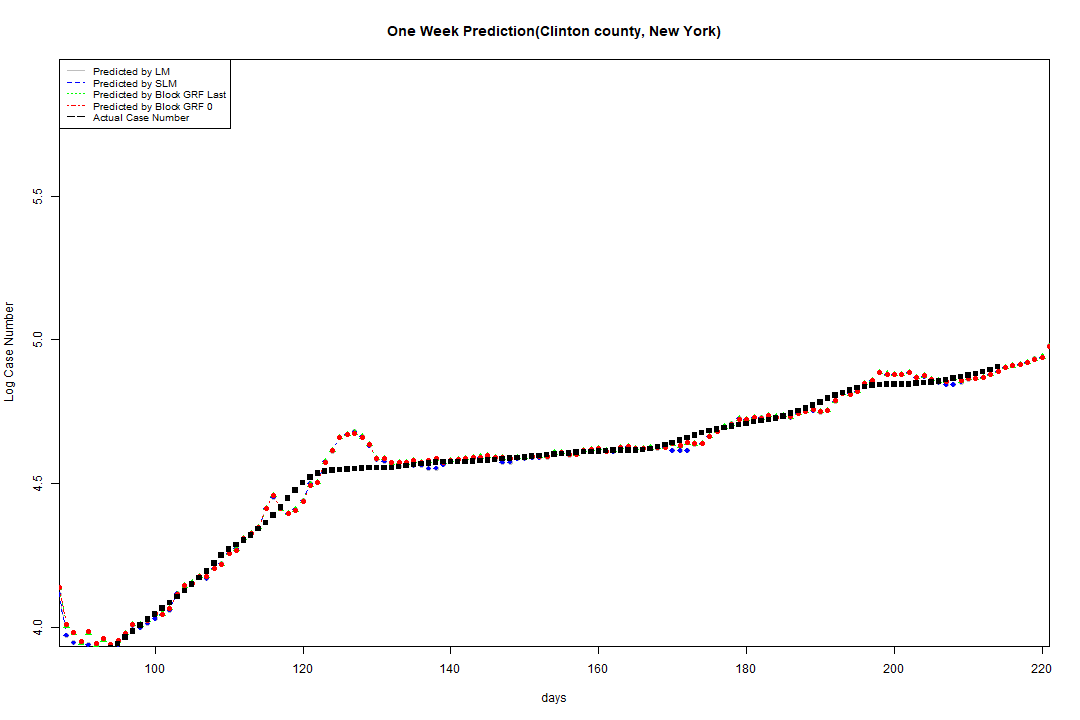 One Week Prediction(Clinton county, New York)
Predicted by LM
Predicted by SLM
Predicted by Block GRF Last
Predicted by Block GRF 0
Actual Case Number
5.5
5.0
4.5
4.0
Log Case Number
100 120 140 160 180 200 220
days